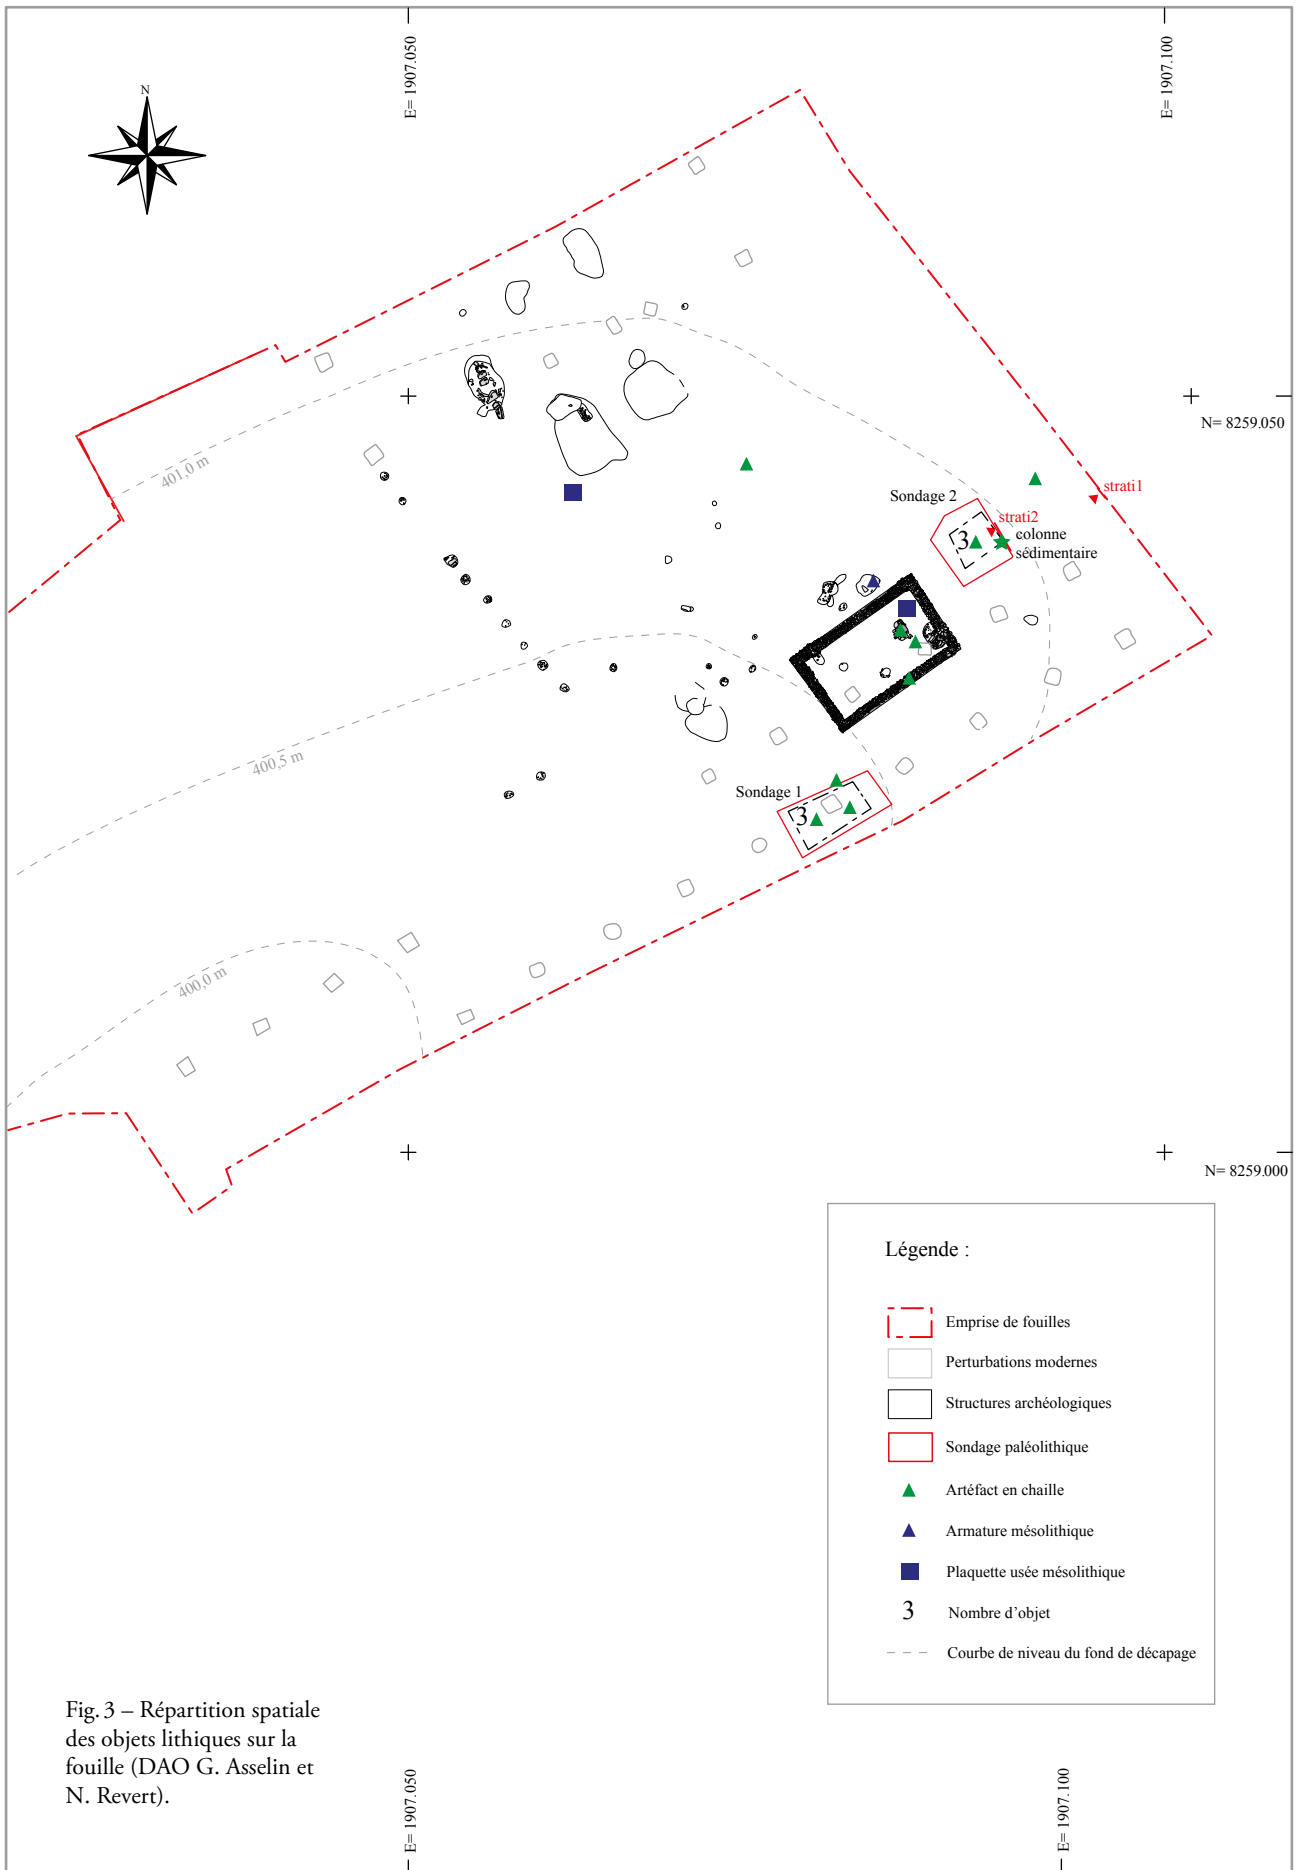 E= 1907.050
E= 1907.100
N
N= 8259.050
401,0 m
Sondage 2
strati1
strati2
3
colonne
sédimentaire
400,5 m
Sondage 1
3
400,0 m
N= 8259.000
Légende :
Emprise de fouilles
Perturbations modernes
Structures archéologiques
Sondage paléolithique
Artéfact en chaille
Armature mésolithique
Plaquette usée mésolithique
3 Nombre d'objet
Courbe de niveau du fond de décapage
Fig. 3 – Répartition spatiale
des objets lithiques sur la
fouille (DAO G. Asselin et
N. Revert).
E= 1907.050
E= 1907.100